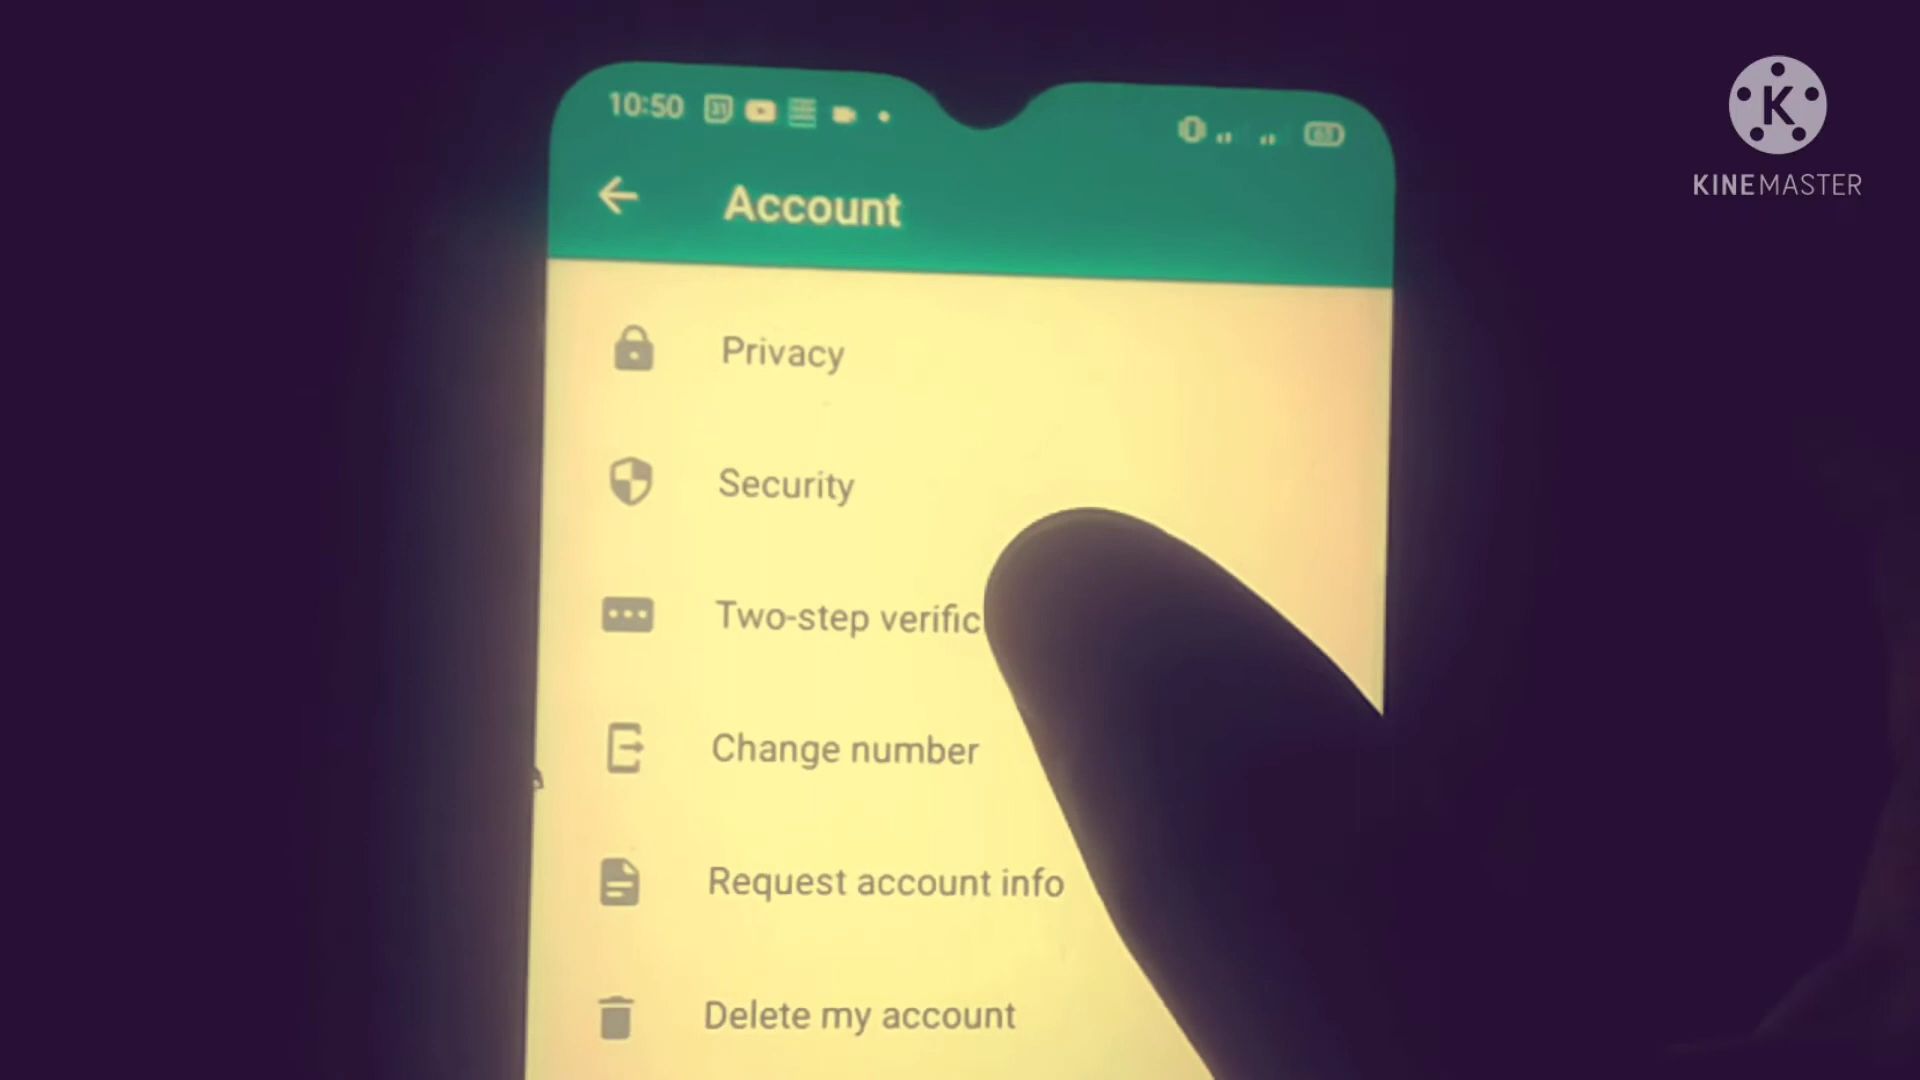 10:50
Account
Privacy
Security
Two-step verific
Change number
Request account info
Delete my account
K
KINEMASTER